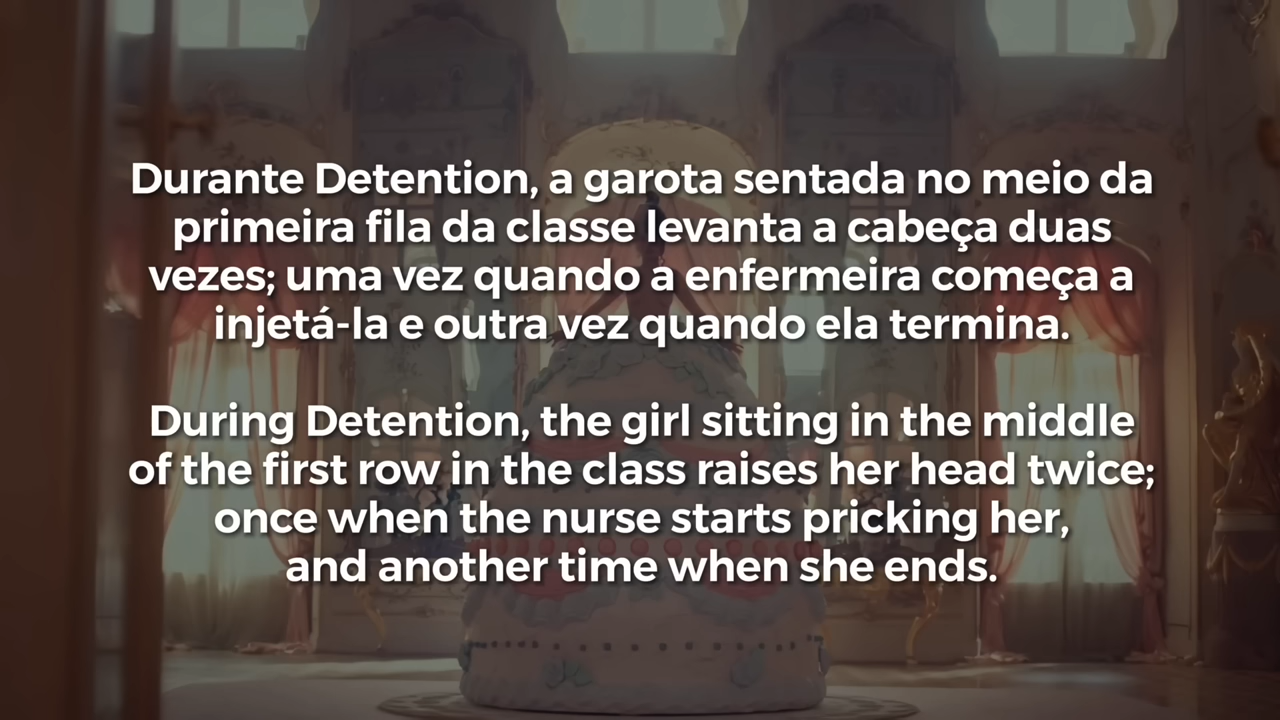 Durante Detention, a garota sentada no meio da
primeira fila da classe levanta a cabeça duas
vezes; uma vez quando a enfermeira começa a
injetá-la e outra vez quando ela termina.
During Detention, the girl sitting in the middle
of the first row in the class raises her head twice;
once when the nurse starts pricking her,
and another time when she ends.